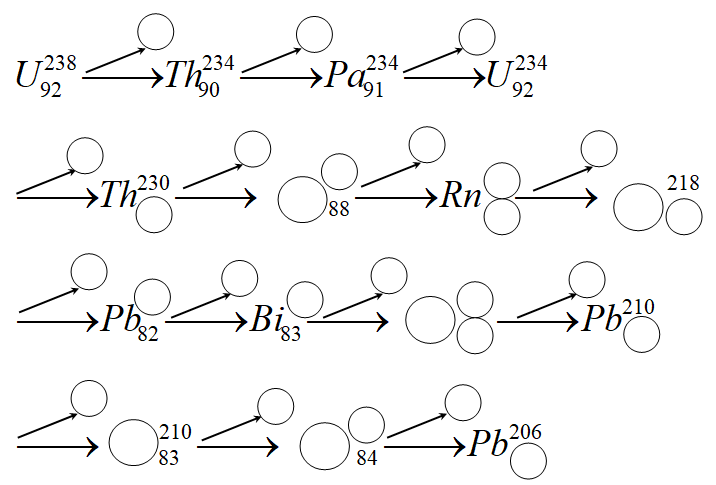 U 238 92 Th 234 90 Pa 234 91 U 234 92
Th 230 88 Rn 218
Pb 82 Bi 83 Pb 210
210 83 84 Pb 206